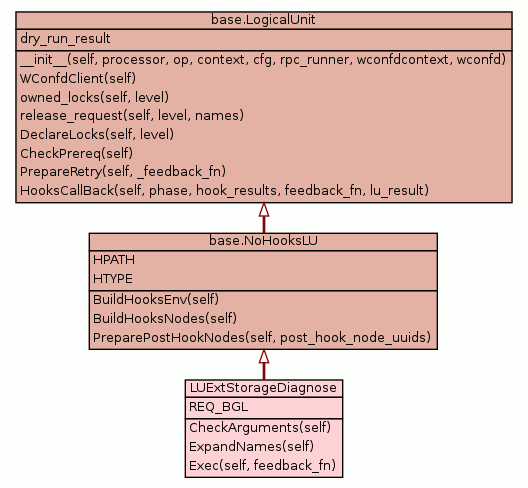 base.LogicalUnit
dry_run_result
__init__(self, processor, op, context, cfg, rpc_runner, wconfdcontext, wconfd)
WConfdClient(self)
owned_locks(self, level)
release_request(self, level, names)
DeclareLocks(self, level)
CheckPrereq(self)
PrepareRetry(self, _feedback_fn)
HooksCallBack(self, phase, hook_results, feedback_fn, lu_result)
base.NoHooksLU
HPATH
HTYPE
BuildHooksEnv(self)
BuildHooksNodes(self)
PreparePostHookNodes(self, post_hook_node_uuids)
LUExtStorageDiagnose
REQ_BGL
CheckArguments(self)
ExpandNames(self)
Exec(self, feedback_fn)